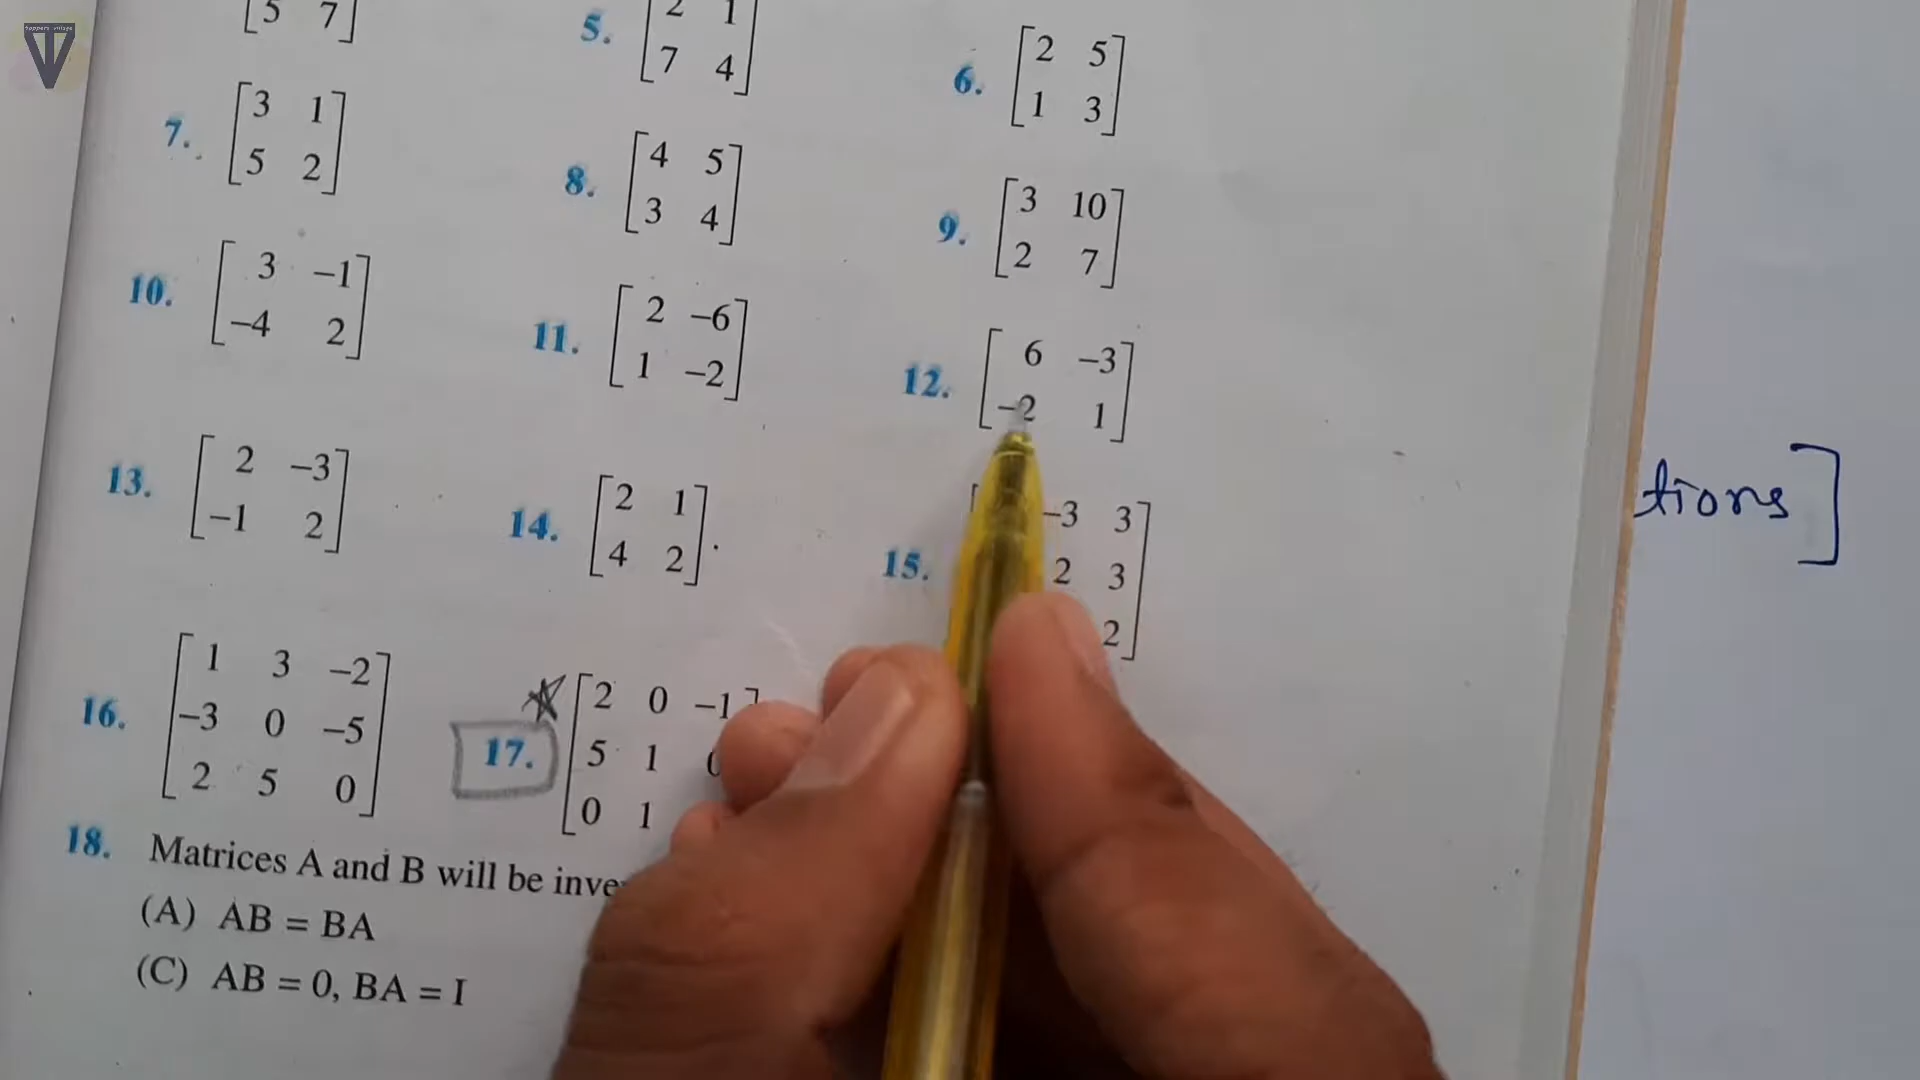 Toppers Village
[5 7]
5. [2 1
7 4]
6. [2 5
1 3]
7. [3 1
5 2]
8. [4 5
3 4]
9. [3 10
2 7]
10. [3 -1
-4 2]
11. [2 -6
1 -2]
12. [6 -3
-2 1]
13. [2 -3
-1 2]
14. [2 1
4 2].
15. [-3 3
2 3
2]
16. [1 3 -2
-3 0 -5
2 5 0]
17. [2 0 -1]
5 1
0 1
18. Matrices A and B will be inve
(A) AB = BA
(C) AB = 0, BA = I
tions]